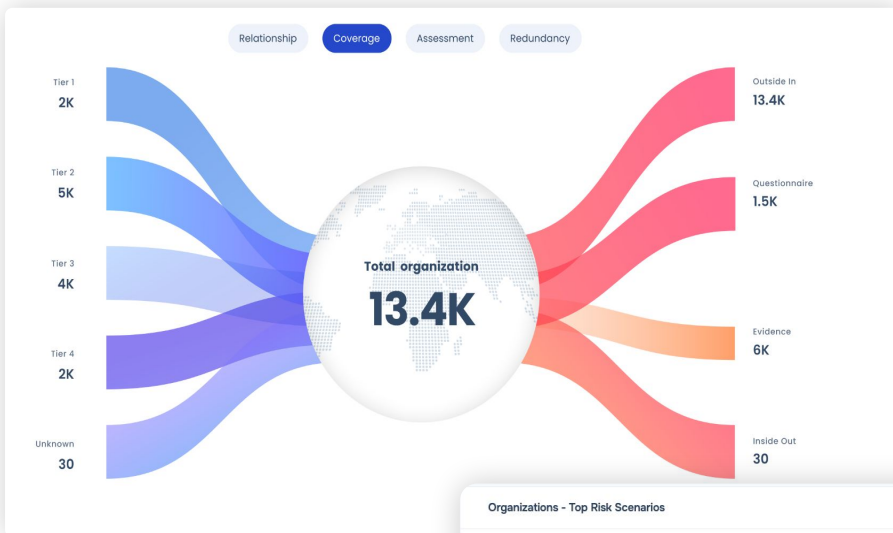 Relationship
Coverage
Assessment
Redundancy
Tier 1
2K
Tier 2
5K
Tier 3
4K
Tier 4
2K
Unknown
30
Total organization
13.4K
Outside In
13.4K
Questionnaire
1.5K
Evidence
6K
Inside Out
30
Organizations - Top Risk Scenarios